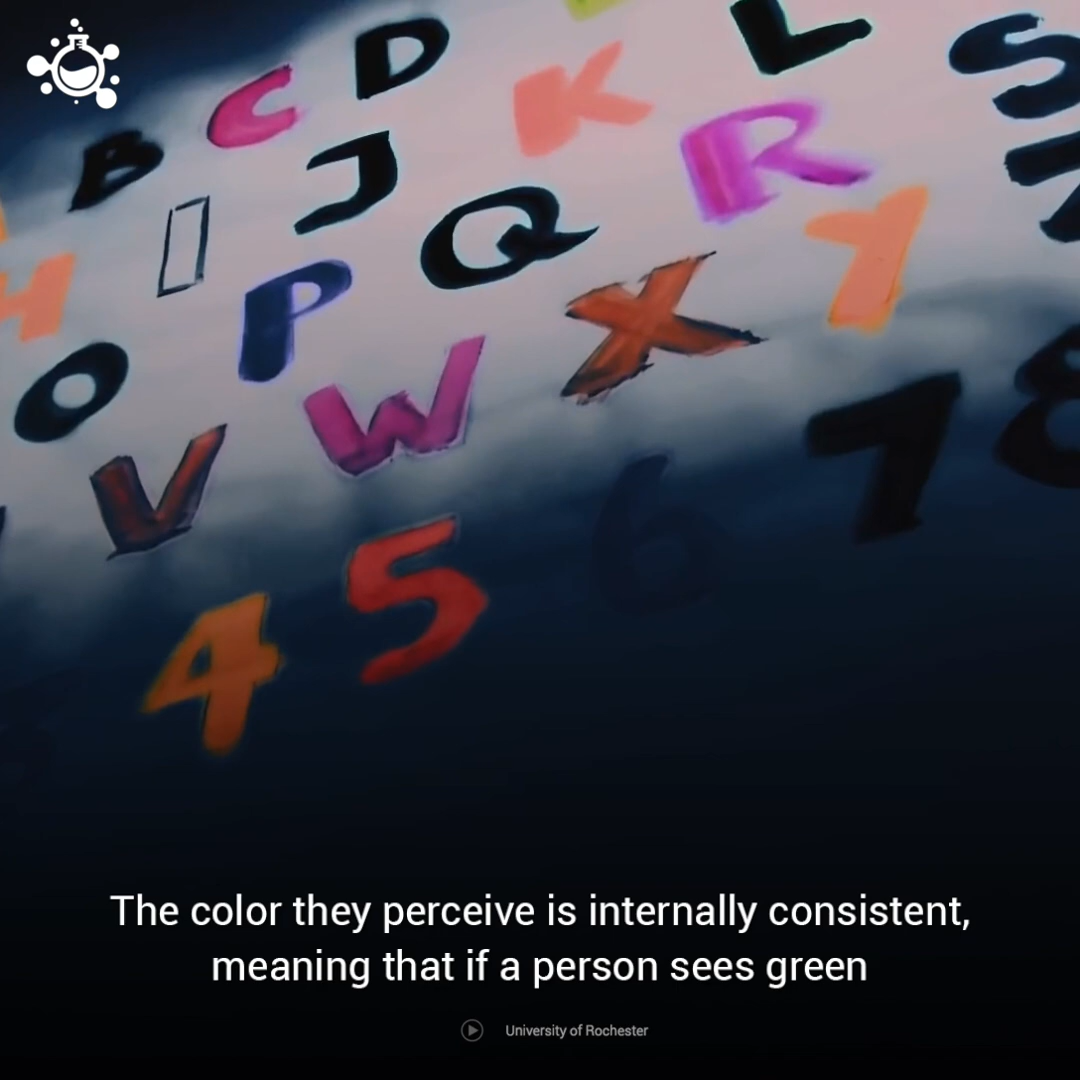 D L S
B C K
J R Z
I Q Y
H P X
O W 8
V 7
5 6
4
The color they perceive is internally consistent,
meaning that if a person sees green
University of Rochester